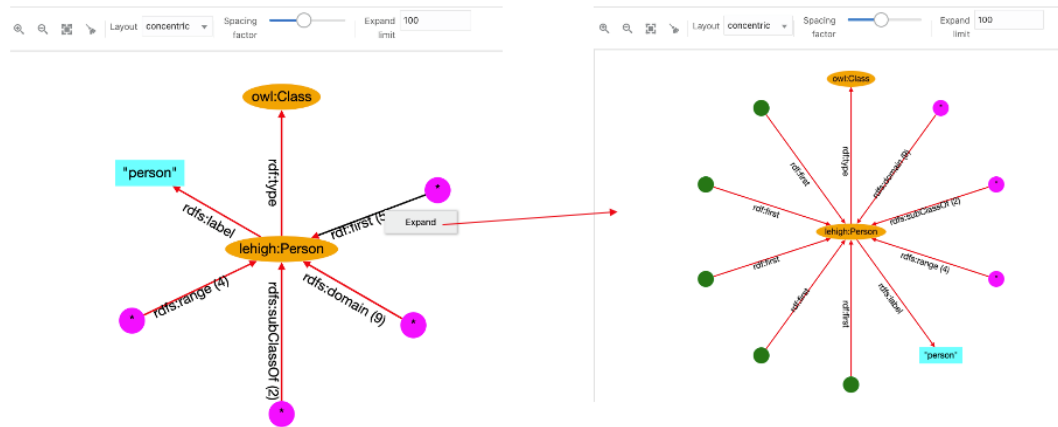 Layout concentric Spacing factor Expand limit 100
owl:Class
"person"
rdf:type
rdfs:label
*
rdf:first (5
Expand
lehigh:Person
rdfs:range (4)
rdfs:subClassOf (2)
rdfs:domain (9)
*
*
*
Layout concentric Spacing factor Expand limit 100
owl:Class
*
rdf:first
rdf:type
rdfs:domain (9)
*
rdf:first
rdfs:subClassOf (2)
lehigh:Person
rdf:first
rdfs:range (4)
*
rdf:first
rdf:first
rdfs:label
"person"